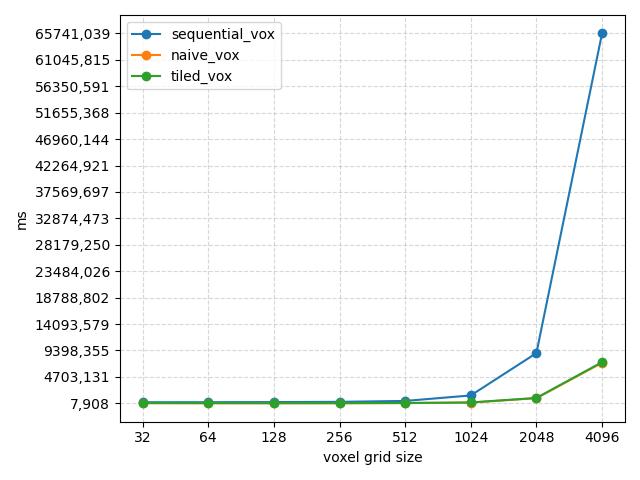 65741,039
61045,815
56350,591
51655,368
46960,144
42264,921
37569,697
32874,473
28179,250
23484,026
18788,802
14093,579
9398,355
4703,131
7,908
ms
sequential_vox
naive_vox
tiled_vox
32 64 128 256 512 1024 2048 4096
voxel grid size